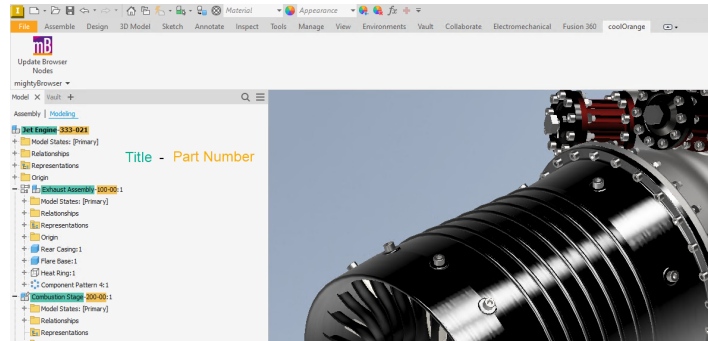 Material
Appearance
fx
File Assemble Design 3D Model Sketch Annotate Inspect Tools Manage View Environments Vault Collaborate Electromechanical Fusion 360 coolOrange
mB
Update Browser
Nodes
mightyBrowser
Model Vault
Assembly | Modeling
Jet Engine-333-021
Model States: [Primary]
Relationships
Title - Part Number
Representations
Origin
Exhaust Assembly-100-00:1
Model States: [Primary]
Relationships
Representations
Origin
Rear Casing:1
Flare Base:1
Heat Ring:1
Component Pattern 4:1
Combustion Stage-200-00:1
Model States: [Primary]
Relationships
Representations